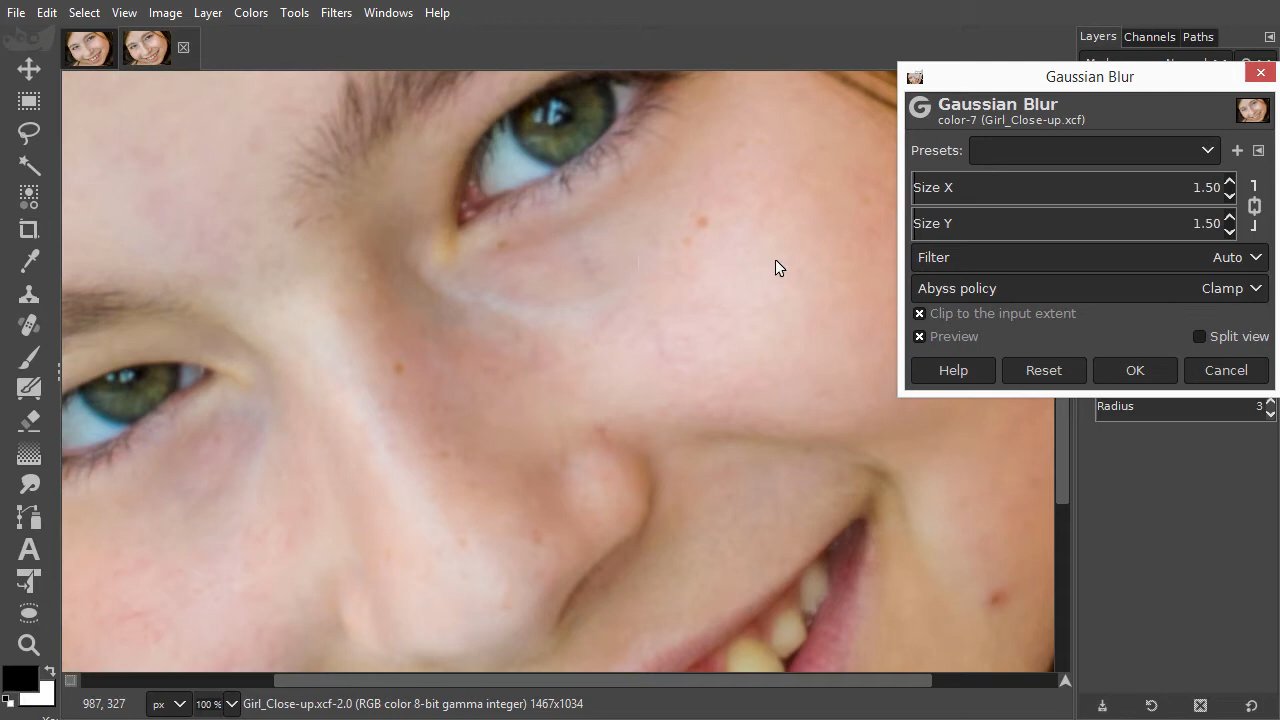 File Edit Select View Image Layer Colors Tools Filters Windows Help
Layers Channels Paths
Gaussian Blur
Gaussian Blur
color-7 (Girl_Close-up.xcf)
Presets:
Size X 1.50
Size Y 1.50
Filter Auto
Abyss policy Clamp
Clip to the input extent
Preview Split view
Help Reset OK Cancel
Radius 3
987, 327 px 100 % Girl_Close-up.xcf-2.0 (RGB color 8-bit gamma integer) 1467x1034